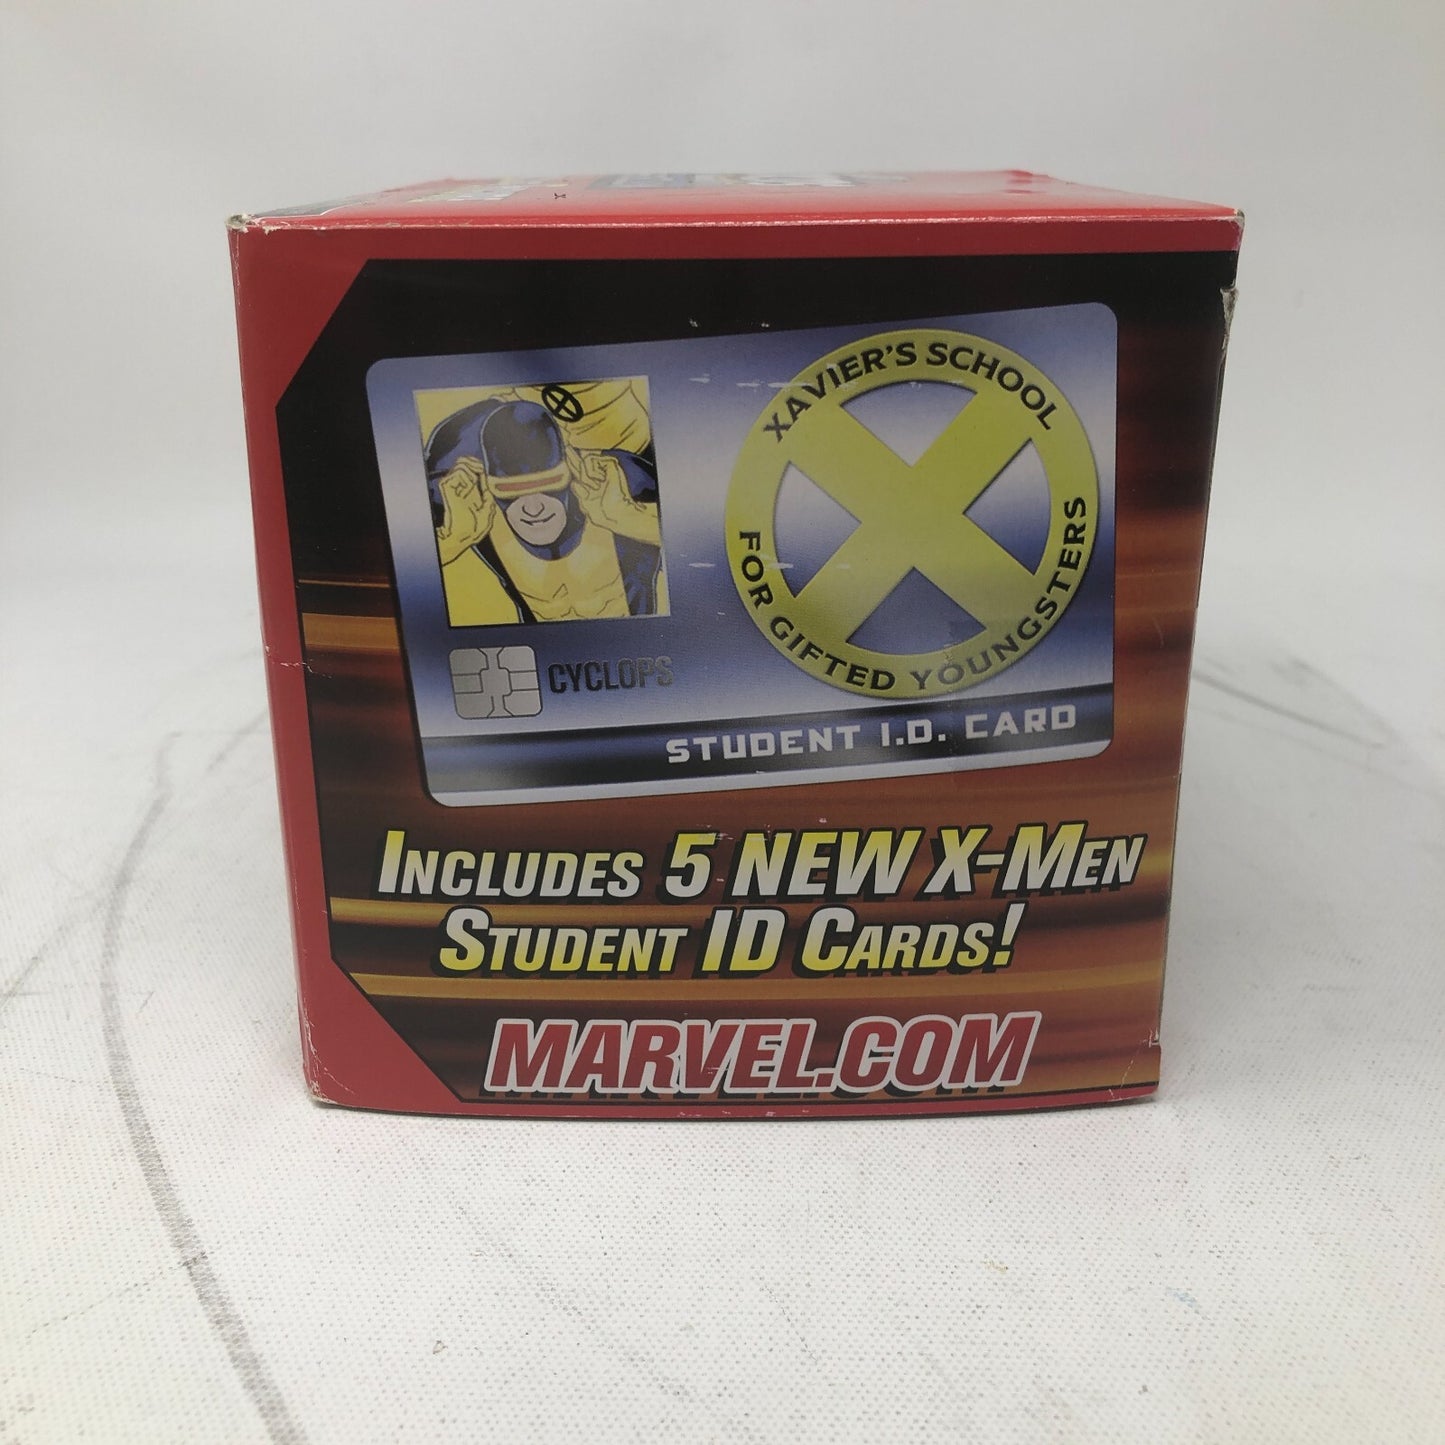 XAVIER'S SCHOOL
FOR GIFTED YOUNGSTERS
CYCLOPS
STUDENT I.D. CARD
INCLUDES 5 NEW X-MEN
STUDENT ID CARDS!
MARVEL.COM